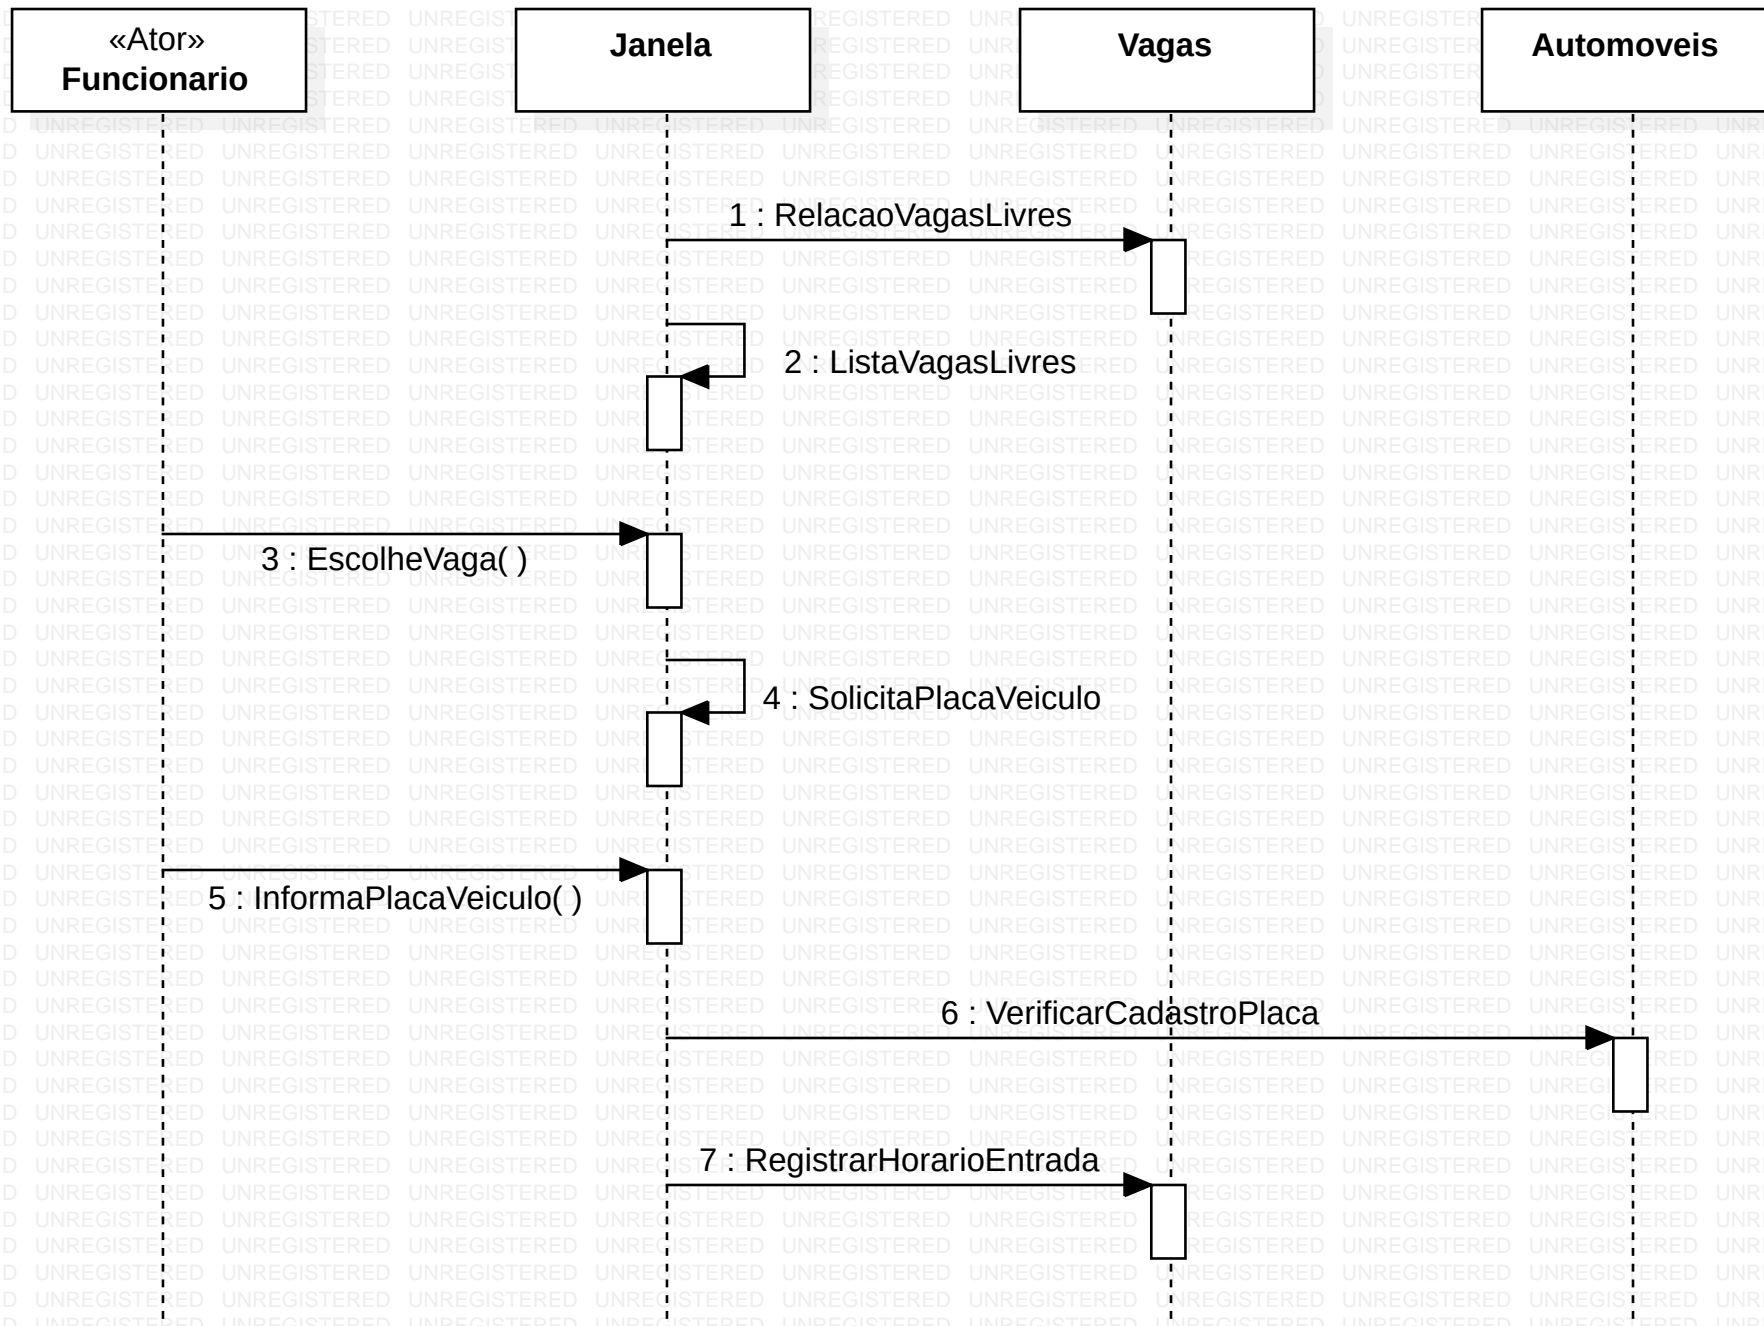 «Ator»
Funcionario
Janela
Vagas
Automoveis
1 : RelacaoVagasLivres
2 : ListaVagasLivres
3 : EscolheVaga( )
4 : SolicitaPlacaVeiculo
5 : InformaPlacaVeiculo( )
6 : VerificarCadastroPlaca
7 : RegistrarHorarioEntrada
UNREGISTERED